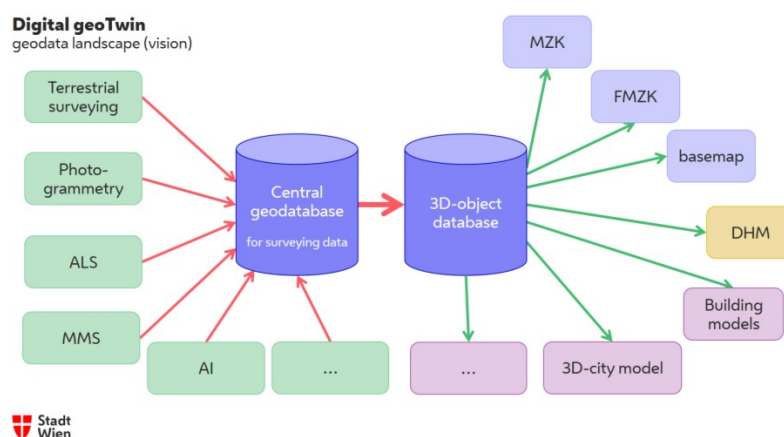 Digital geoTwin
geodata landscape (vision)
Terrestrial
surveying
Photo-
grammetry
ALS
MMS
AI
...
Central
geodatabase
for surveying data
3D-object
database
MZK
FMZK
basemap
DHM
Building
models
3D-city model
...
Stadt
Wien